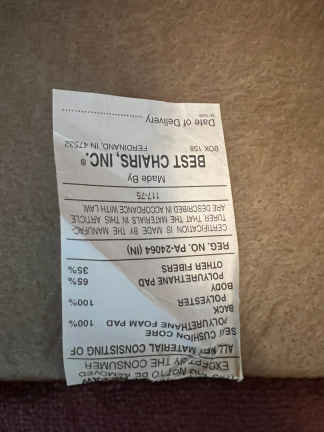 EXCEPT BY THE CONSUMER
ALL NEW MATERIAL CONSISTING OF
SEAT CUSHION CORE
POLYURETHANE FOAM PAD 100%
BACK
POLYESTER 100%
BODY
POLYURETHANE PAD 65%
OTHER FIBERS 35%
REG. NO. PA-24064 (IN)
CERTIFICATION IS MADE BY THE MANUFAC-
TURER THAT THE MATERIALS IN THIS ARTICLE
ARE DESCRIBED IN ACCORDANCE WITH LAW.
117-75
Made By
BEST CHAIRS, INC.®
BOX 158 FERDINAND, IN 47532
Date of Delivery